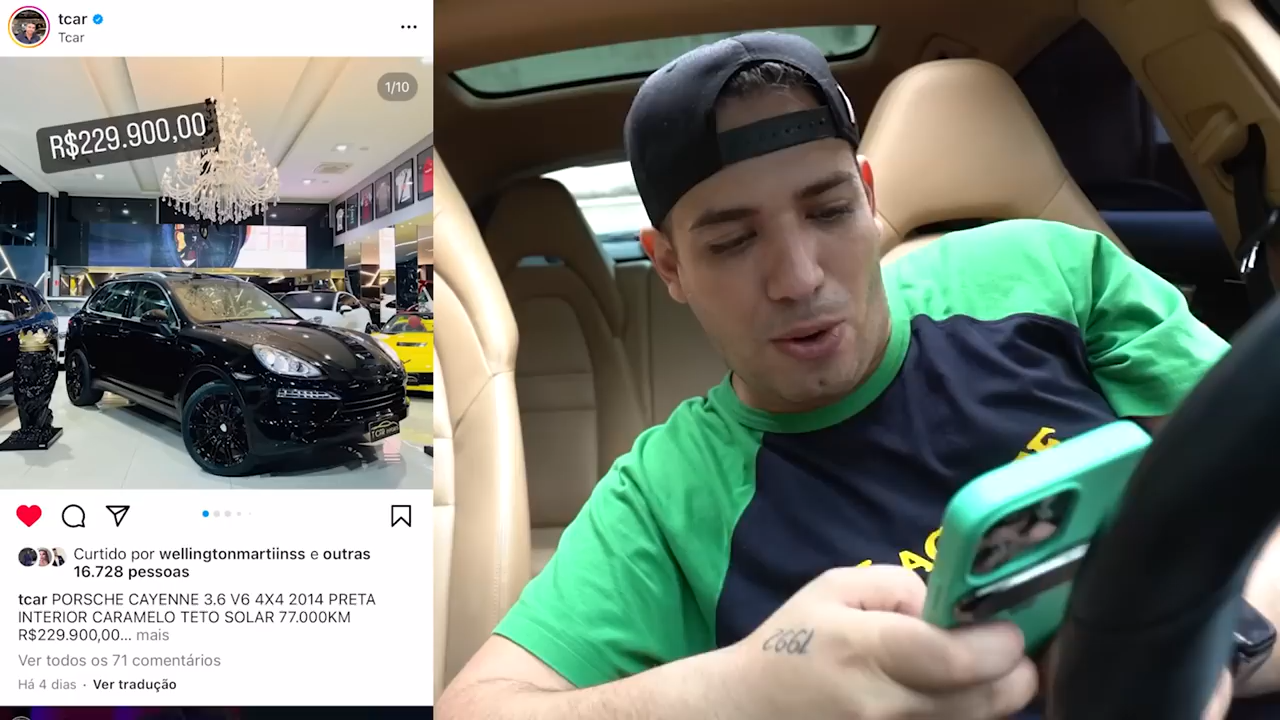 tcar
Tcar
1/10
R$229.900,00
TCAR
Curtido por wellingtonmartiinss e outras
16.728 pessoas
tcar PORSCHE CAYENNE 3.6 V6 4X4 2014 PRETA
INTERIOR CARAMELO TETO SOLAR 77.000KM
R$229.900,00... mais
Ver todos os 71 comentários
Há 4 dias · Ver tradução
1992